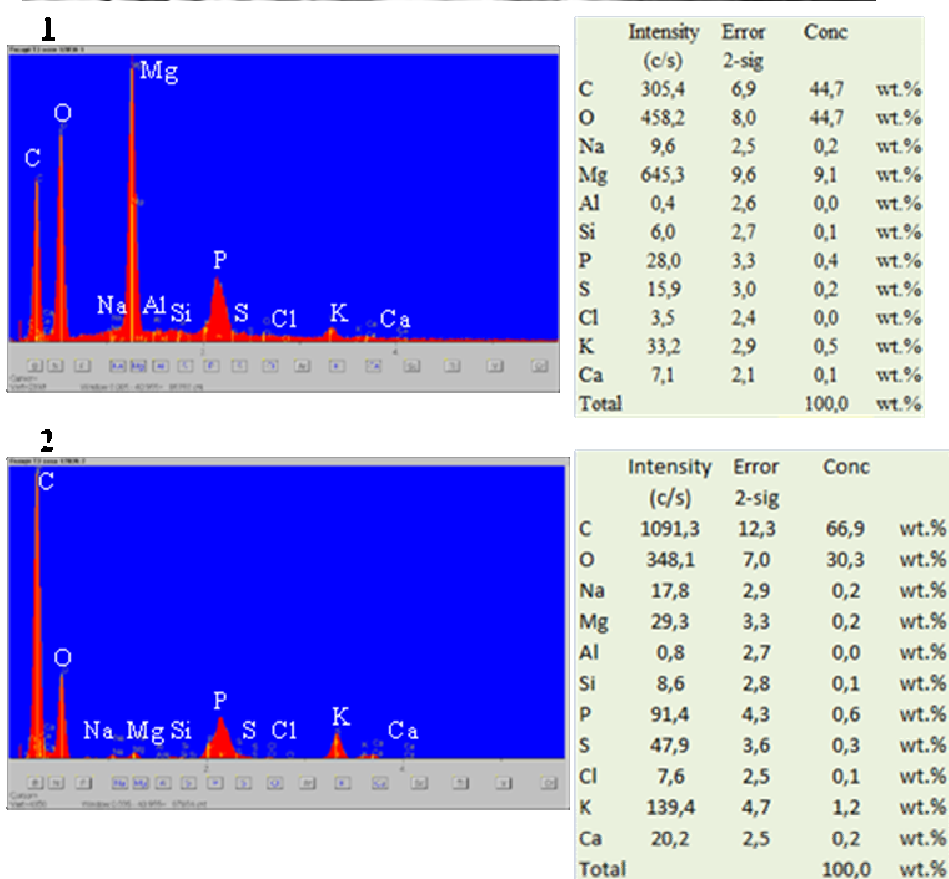 1
Mg
O
C
P
Na Al Si S Cl K Ca
Intensity Error Conc
(c/s) 2-sig
C 305,4 6,9 44,7 wt.%
O 458,2 8,0 44,7 wt.%
Na 9,6 2,5 0,2 wt.%
Mg 645,3 9,6 9,1 wt.%
Al 0,4 2,6 0,0 wt.%
Si 6,0 2,7 0,1 wt.%
P 28,0 3,3 0,4 wt.%
S 15,9 3,0 0,2 wt.%
Cl 3,5 2,4 0,0 wt.%
K 33,2 2,9 0,5 wt.%
Ca 7,1 2,1 0,1 wt.%
Total 100,0 wt.%
2
C
O
P
K
Na Mg Si S Cl Ca
Intensity Error Conc
(c/s) 2-sig
C 1091,3 12,3 66,9 wt.%
O 348,1 7,0 30,3 wt.%
Na 17,8 2,9 0,2 wt.%
Mg 29,3 3,3 0,2 wt.%
Al 0,8 2,7 0,0 wt.%
Si 8,6 2,8 0,1 wt.%
P 91,4 4,3 0,6 wt.%
S 47,9 3,6 0,3 wt.%
Cl 7,6 2,5 0,1 wt.%
K 139,4 4,7 1,2 wt.%
Ca 20,2 2,5 0,2 wt.%
Total 100,0 wt.%